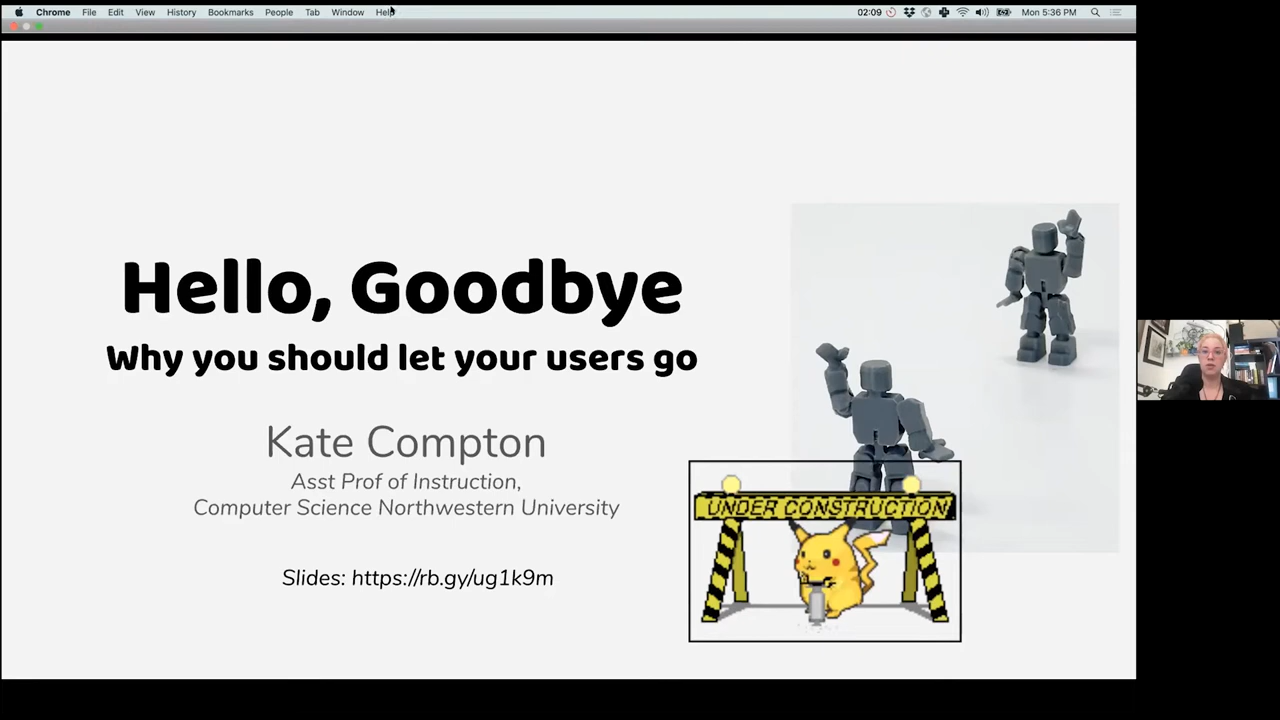 Chrome File Edit View History Bookmarks People Tab Window Help
02:09 Mon 5:36 PM
Hello, Goodbye
Why you should let your users go
Kate Compton
Asst Prof of Instruction,
Computer Science Northwestern University
Slides: https://rb.gy/ug1k9m
UNDER CONSTRUCTION